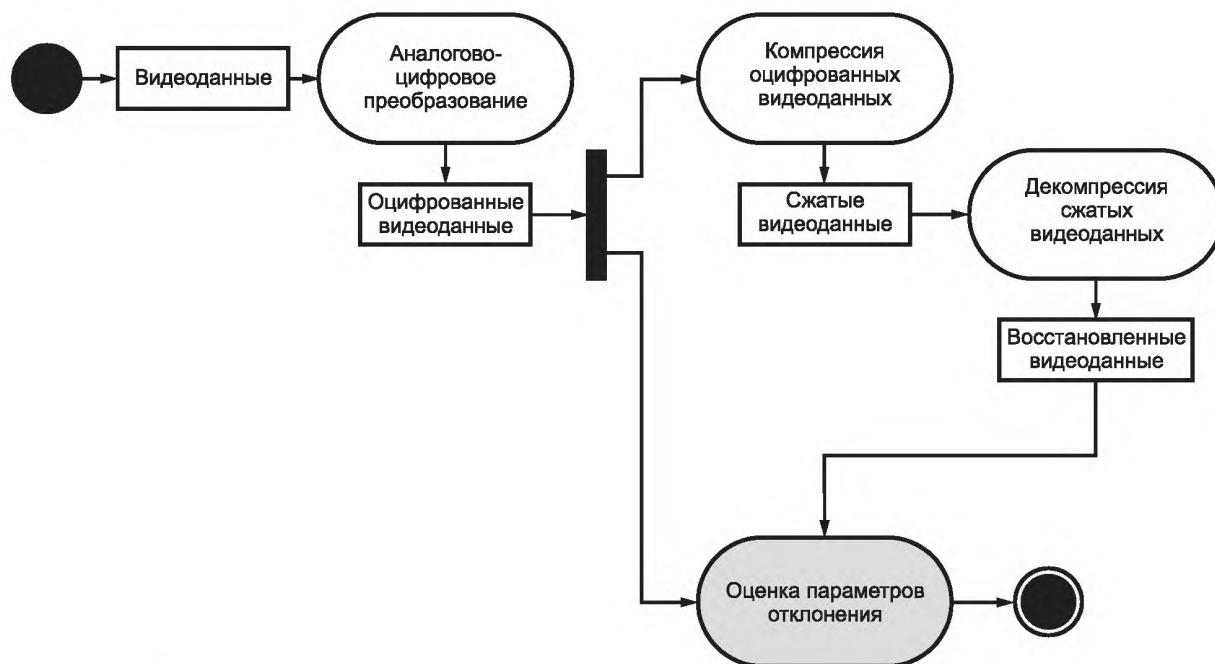 Видеоданные
Аналогово-
цифровое
преобразование
Оцифрованные
видеоданные
Компрессия
оцифрованных
видеоданных
Сжатые
видеоданные
Декомпрессия
сжатых
видеоданных
Восстановленные
видеоданные
Оценка параметров
отклонения